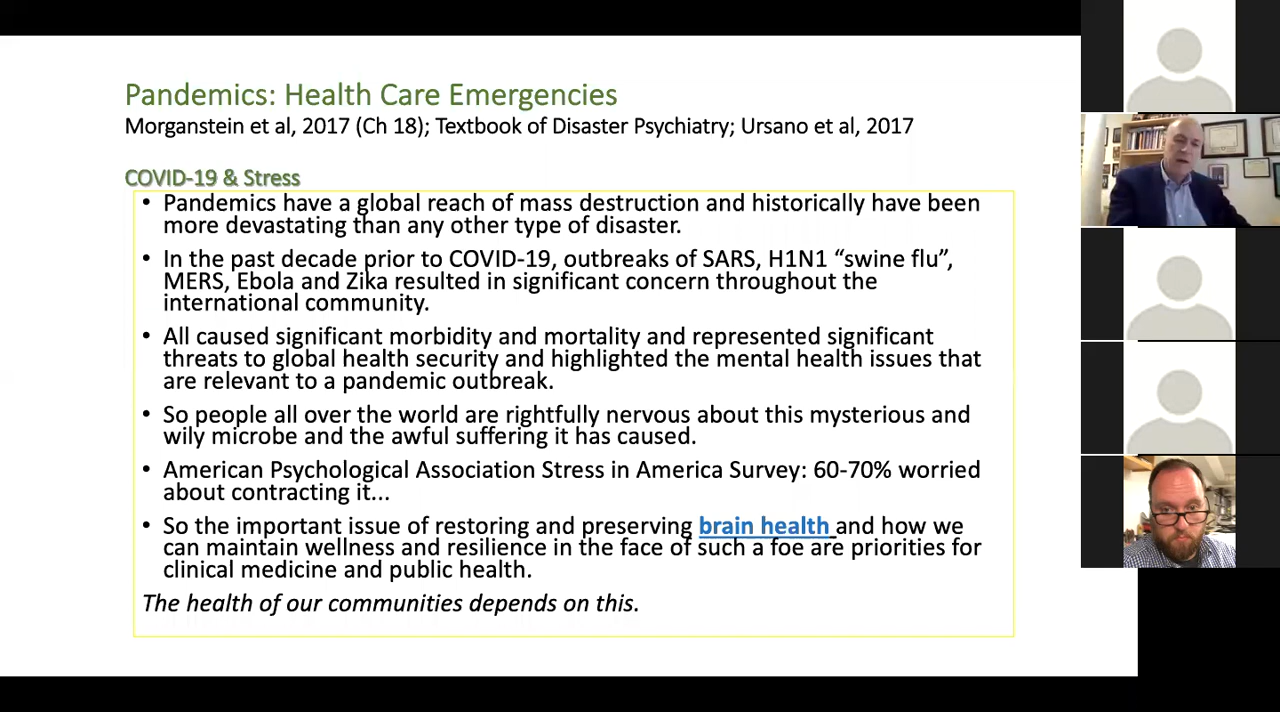 Pandemics: Health Care Emergencies
Morganstein et al, 2017 (Ch 18); Textbook of Disaster Psychiatry; Ursano et al, 2017
COVID-19 & Stress
• Pandemics have a global reach of mass destruction and historically have been
more devastating than any other type of disaster.
• In the past decade prior to COVID-19, outbreaks of SARS, H1N1 “swine flu”,
MERS, Ebola and Zika resulted in significant concern throughout the
international community.
• All caused significant morbidity and mortality and represented significant
threats to global health security and highlighted the mental health issues that
are relevant to a pandemic outbreak.
• So people all over the world are rightfully nervous about this mysterious and
wily microbe and the awful suffering it has caused.
• American Psychological Association Stress in America Survey: 60-70% worried
about contracting it...
• So the important issue of restoring and preserving brain health and how we
can maintain wellness and resilience in the face of such a foe are priorities for
clinical medicine and public health.
The health of our communities depends on this.